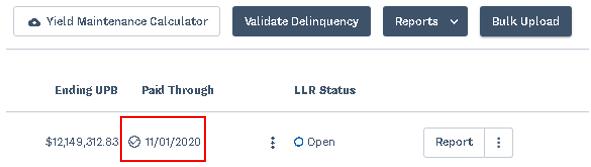 Yield Maintenance Calculator Validate Delinquency Reports Bulk Upload
Ending UPB Paid Through LLR Status
$12,149,312.83 11/01/2020 Open Report